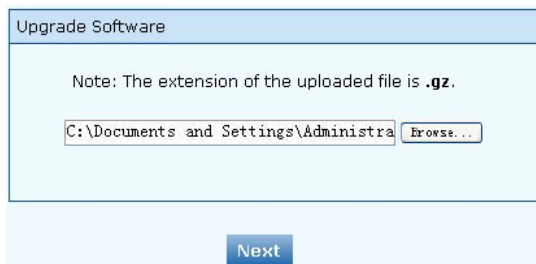 Upgrade Software
Note: The extension of the uploaded file is .gz.
C:\Documents and Settings\Administra Browse...
Next